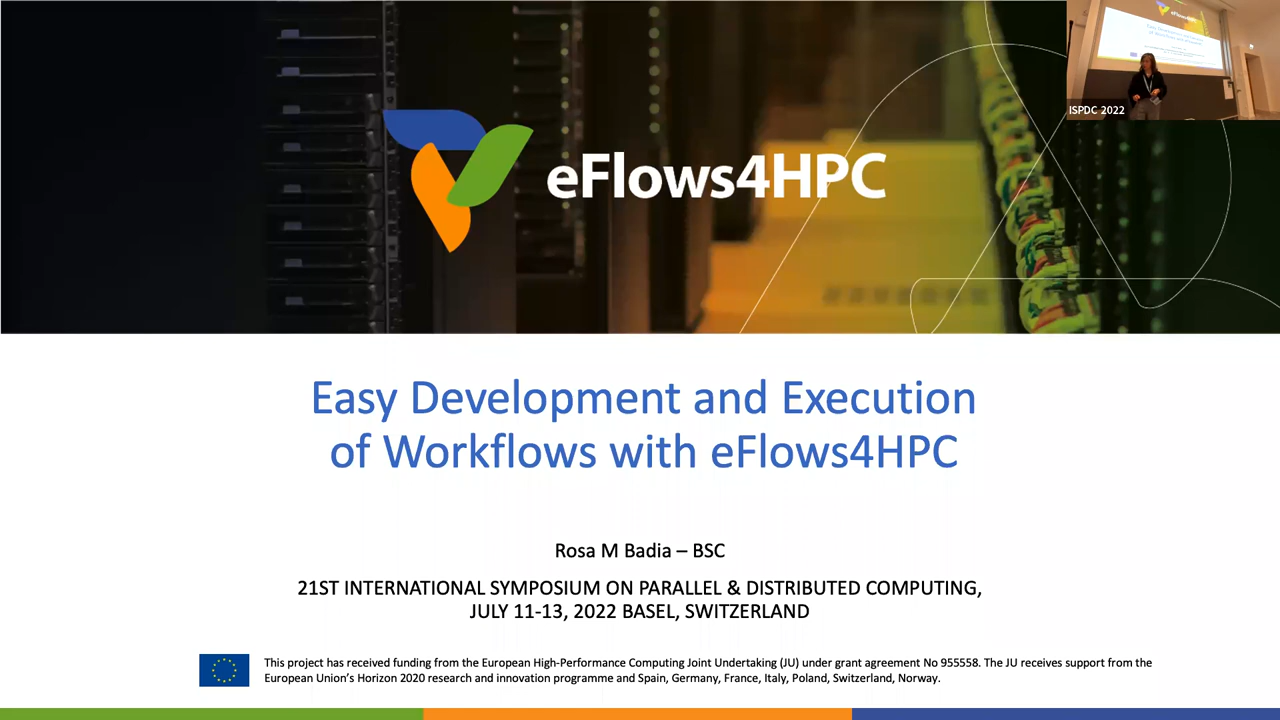 eFlows4HPC
ISPDC 2022
eFlows4HPC
Easy Development and Execution
of Workflows with eFlows4HPC
Rosa M Badia – BSC
21ST INTERNATIONAL SYMPOSIUM ON PARALLEL & DISTRIBUTED COMPUTING,
JULY 11-13, 2022 BASEL, SWITZERLAND
This project has received funding from the European High-Performance Computing Joint Undertaking (JU) under grant agreement No 955558. The JU receives support from the
European Union’s Horizon 2020 research and innovation programme and Spain, Germany, France, Italy, Poland, Switzerland, Norway.